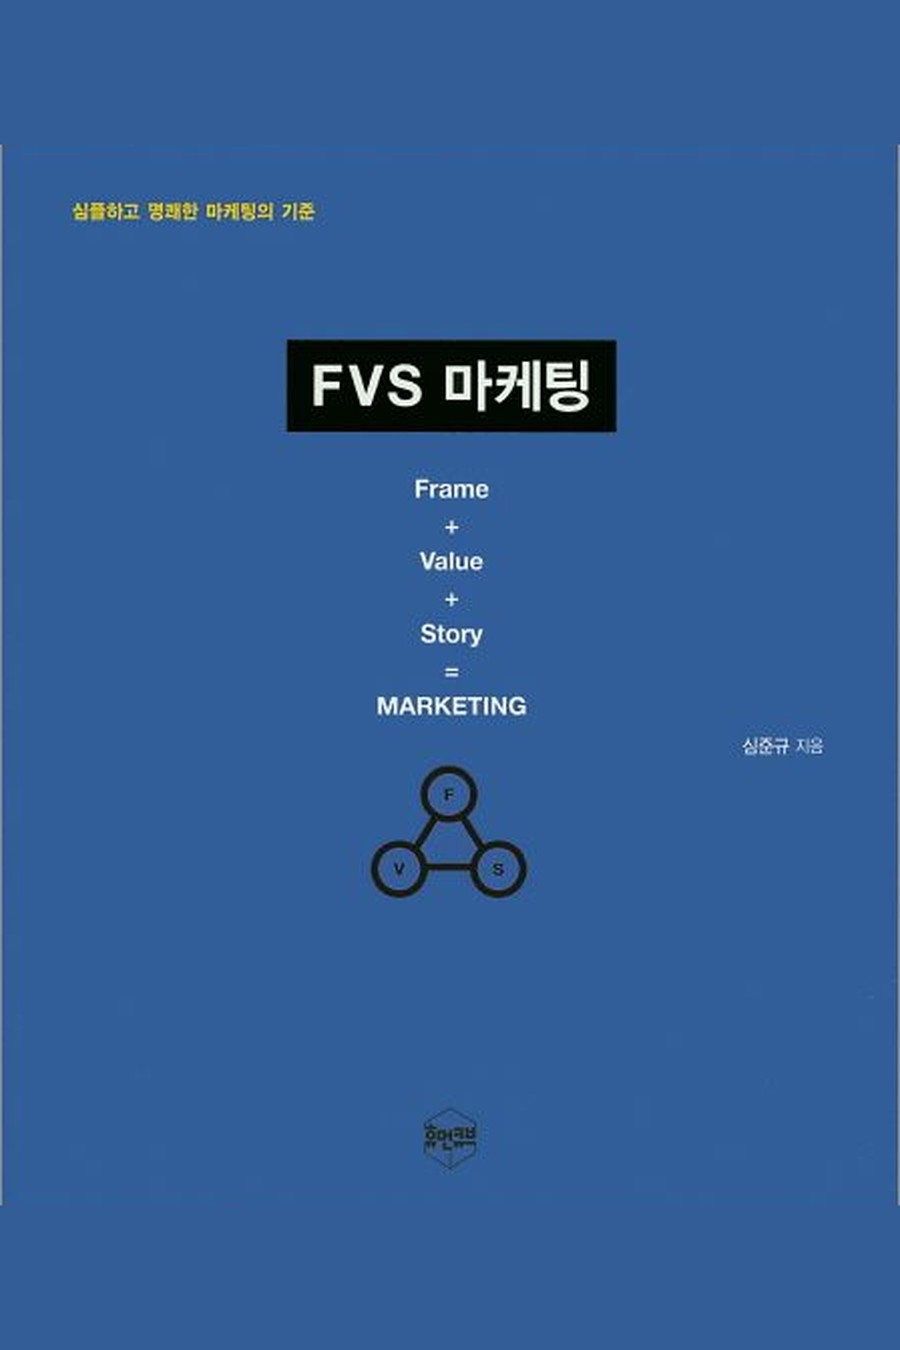 심플하고 명쾌한 마케팅의 기준
FVS 마케팅
Frame
+
Value
+
Story
=
MARKETING
심준규 지음
F
V S
휴먼큐브